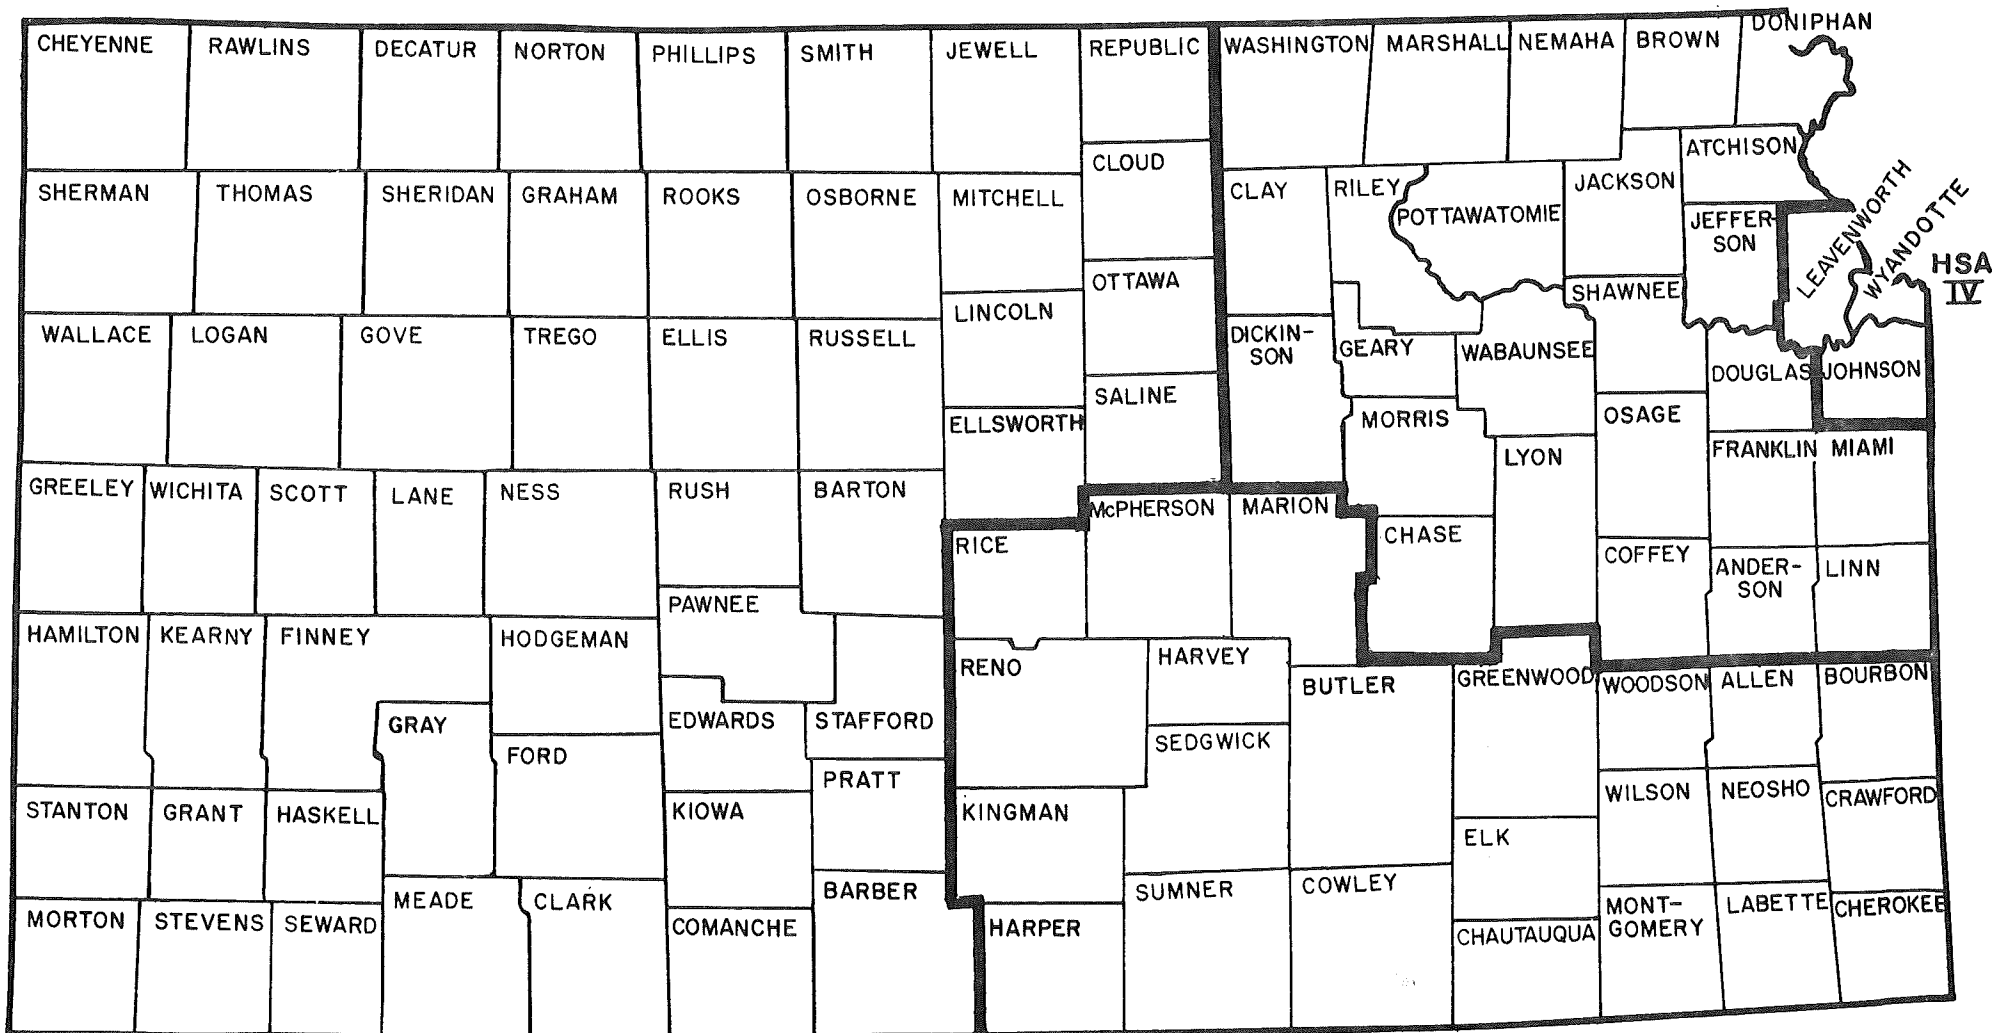 CHEYENNE
RAWLINS
DECATUR
NORTON
PHILLIPS
SMITH
JEWELL
REPUBLIC
WASHINGTON
MARSHALL
NEMAHA
BROWN
DONIPHAN
CLOUD
ATCHISON
SHERMAN
THOMAS
SHERIDAN
GRAHAM
ROOKS
OSBORNE
MITCHELL
CLAY
RILEY
POTTAWATOMIE
JACKSON
JEFFER-
SON
LEAVENWORTH
WYANDOTTE
HSA
IV
OTTAWA
SHAWNEE
WALLACE
LOGAN
GOVE
TREGO
ELLIS
RUSSELL
LINCOLN
DICKIN-
SON
GEARY
WABAUNSEE
DOUGLAS
JOHNSON
SALINE
ELLSWORTH
MORRIS
OSAGE
LYON
FRANKLIN
MIAMI
GREELEY
WICHITA
SCOTT
LANE
NESS
RUSH
BARTON
McPHERSON
MARION
RICE
CHASE
COFFEY
ANDER-
SON
LINN
PAWNEE
HAMILTON
KEARNY
FINNEY
HODGEMAN
RENO
HARVEY
BUTLER
GREENWOOD
WOODSON
ALLEN
BOURBON
GRAY
EDWARDS
STAFFORD
SEDGWICK
FORD
PRATT
STANTON
GRANT
HASKELL
KIOWA
KINGMAN
WILSON
NEOSHO
CRAWFORD
ELK
MEADE
CLARK
BARBER
SUMNER
COWLEY
MONT-
GOMERY
LABETTE
CHEROKEE
MORTON
STEVENS
SEWARD
COMANCHE
HARPER
CHAUTAUQUA